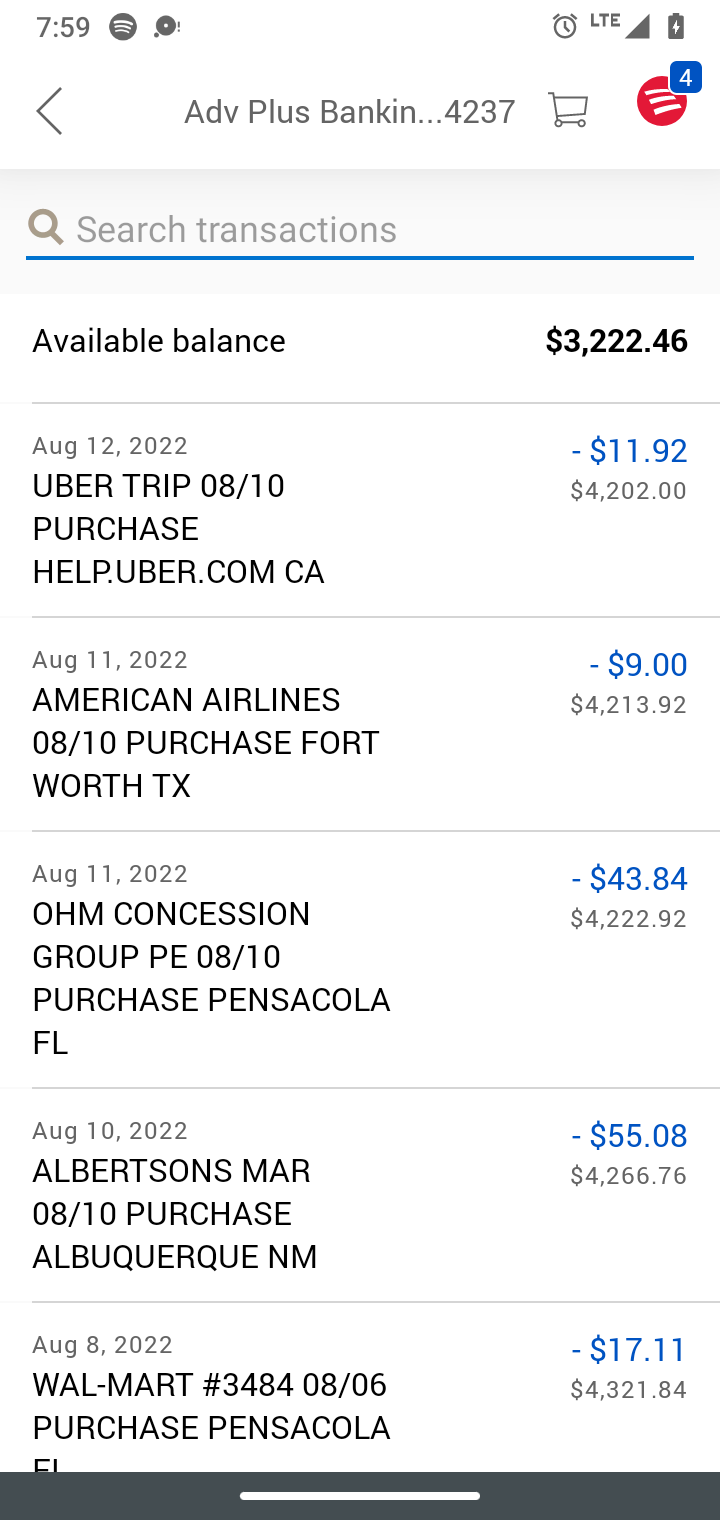 7:59
LTE
Adv Plus Bankin...4237
4
Search transactions
Available balance
$3,222.46
Aug 12, 2022
- $11.92
UBER TRIP 08/10
$4,202.00
PURCHASE
HELP.UBER.COM CA
Aug 11, 2022
- $9.00
AMERICAN AIRLINES
$4,213.92
08/10 PURCHASE FORT
WORTH TX
Aug 11, 2022
- $43.84
OHM CONCESSION
$4,222.92
GROUP PE 08/10
PURCHASE PENSACOLA
FL
Aug 10, 2022
- $55.08
ALBERTSONS MAR
$4,266.76
08/10 PURCHASE
ALBUQUERQUE NM
Aug 8, 2022
- $17.11
WAL-MART #3484 08/06
$4,321.84
PURCHASE PENSACOLA
FL